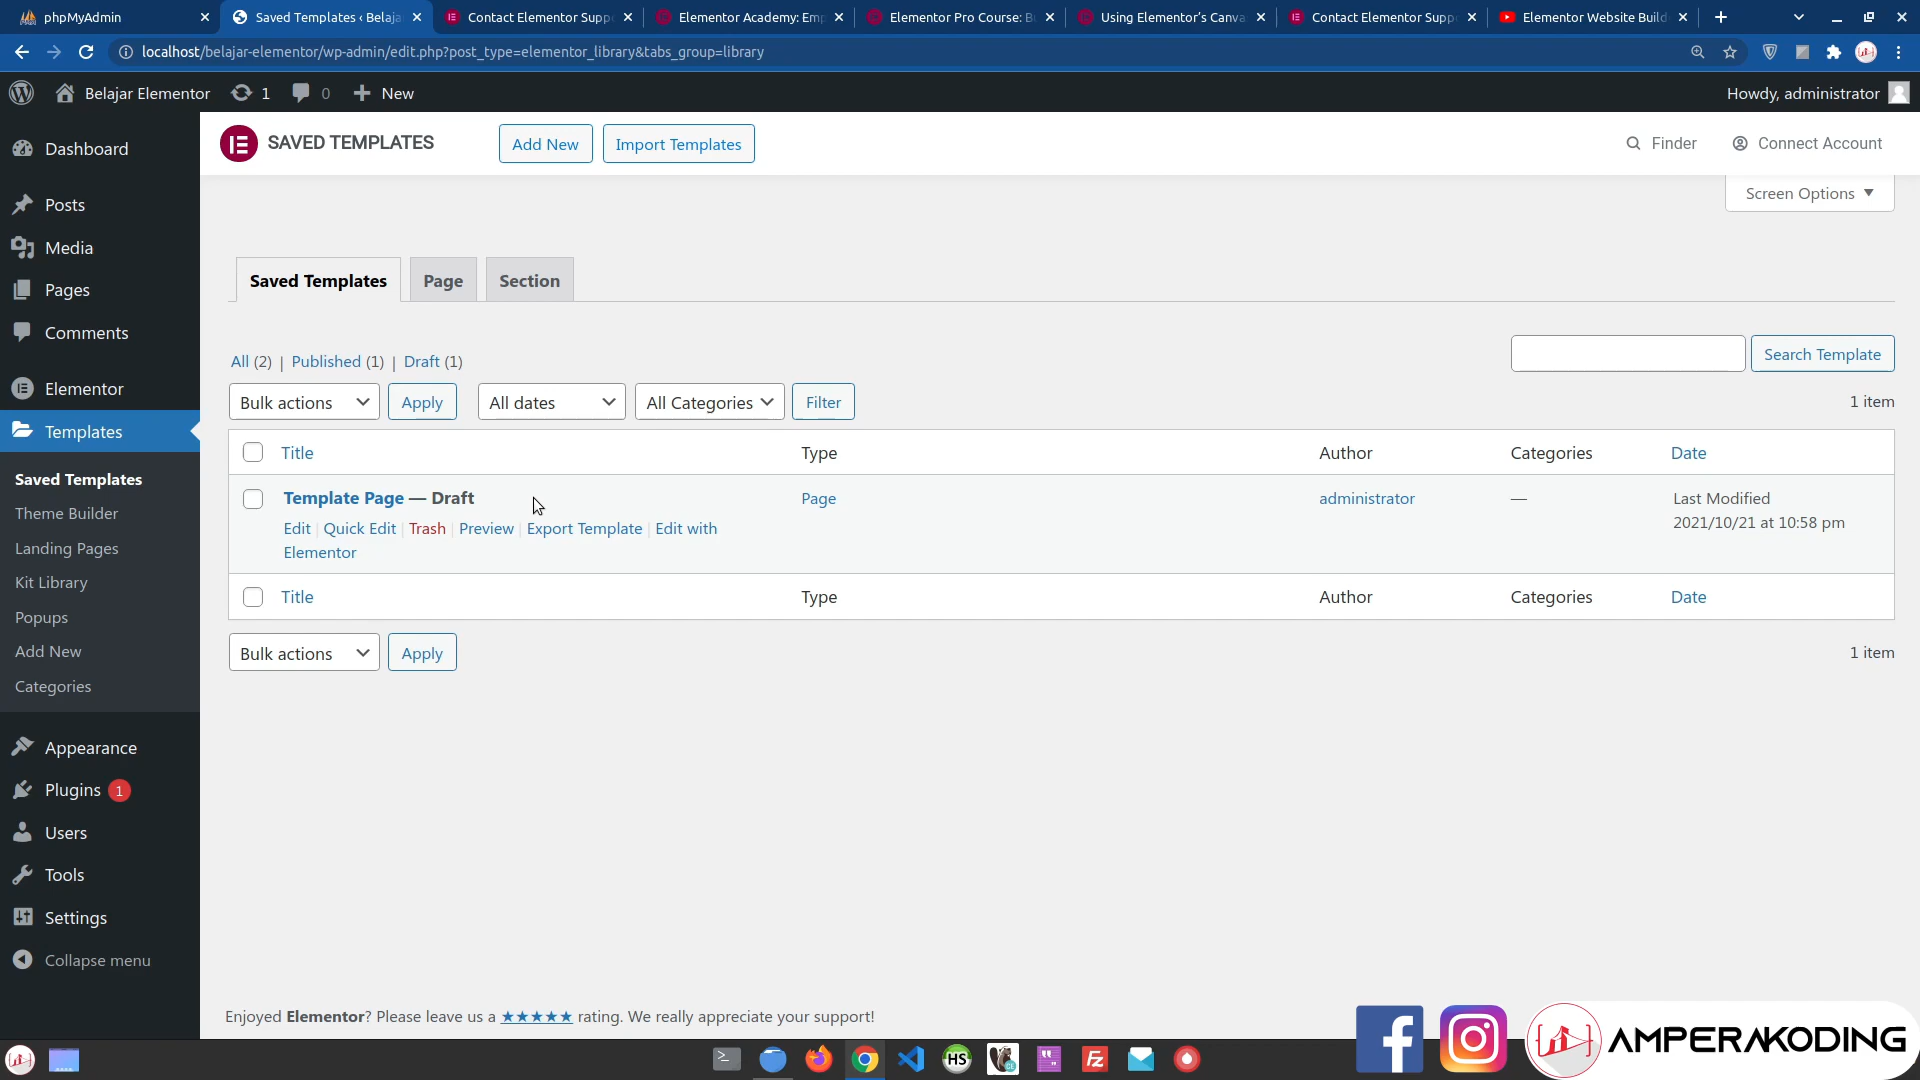 phpMyAdmin
Saved Templates ‹ Belaja
Contact Elementor Suppo
Elementor Academy: Emp
Elementor Pro Course: B
Using Elementor's Canva
Contact Elementor Suppo
Elementor Website Build
localhost/belajar-elementor/wp-admin/edit.php?post_type=elementor_library&tabs_group=library
Belajar Elementor
1
0
New
Howdy, administrator
Dashboard
Posts
Media
Pages
Comments
Elementor
Templates
Saved Templates
Theme Builder
Landing Pages
Kit Library
Popups
Add New
Categories
Appearance
Plugins 1
Users
Tools
Settings
Collapse menu
SAVED TEMPLATES
Add New
Import Templates
Finder
Connect Account
Screen Options
Saved Templates
Page
Section
All (2) | Published (1) | Draft (1)
Search Template
Bulk actions
Apply
All dates
All Categories
Filter
1 item
Title Type Author Categories Date
Template Page — Draft
Page
administrator
—
Last Modified
2021/10/21 at 10:58 pm
Edit | Quick Edit | Trash | Preview | Export Template | Edit with
Elementor
Title Type Author Categories Date
Bulk actions
Apply
1 item
Enjoyed Elementor? Please leave us a ★★★★★ rating. We really appreciate your support!
HS
FZ
AMPERAKODING